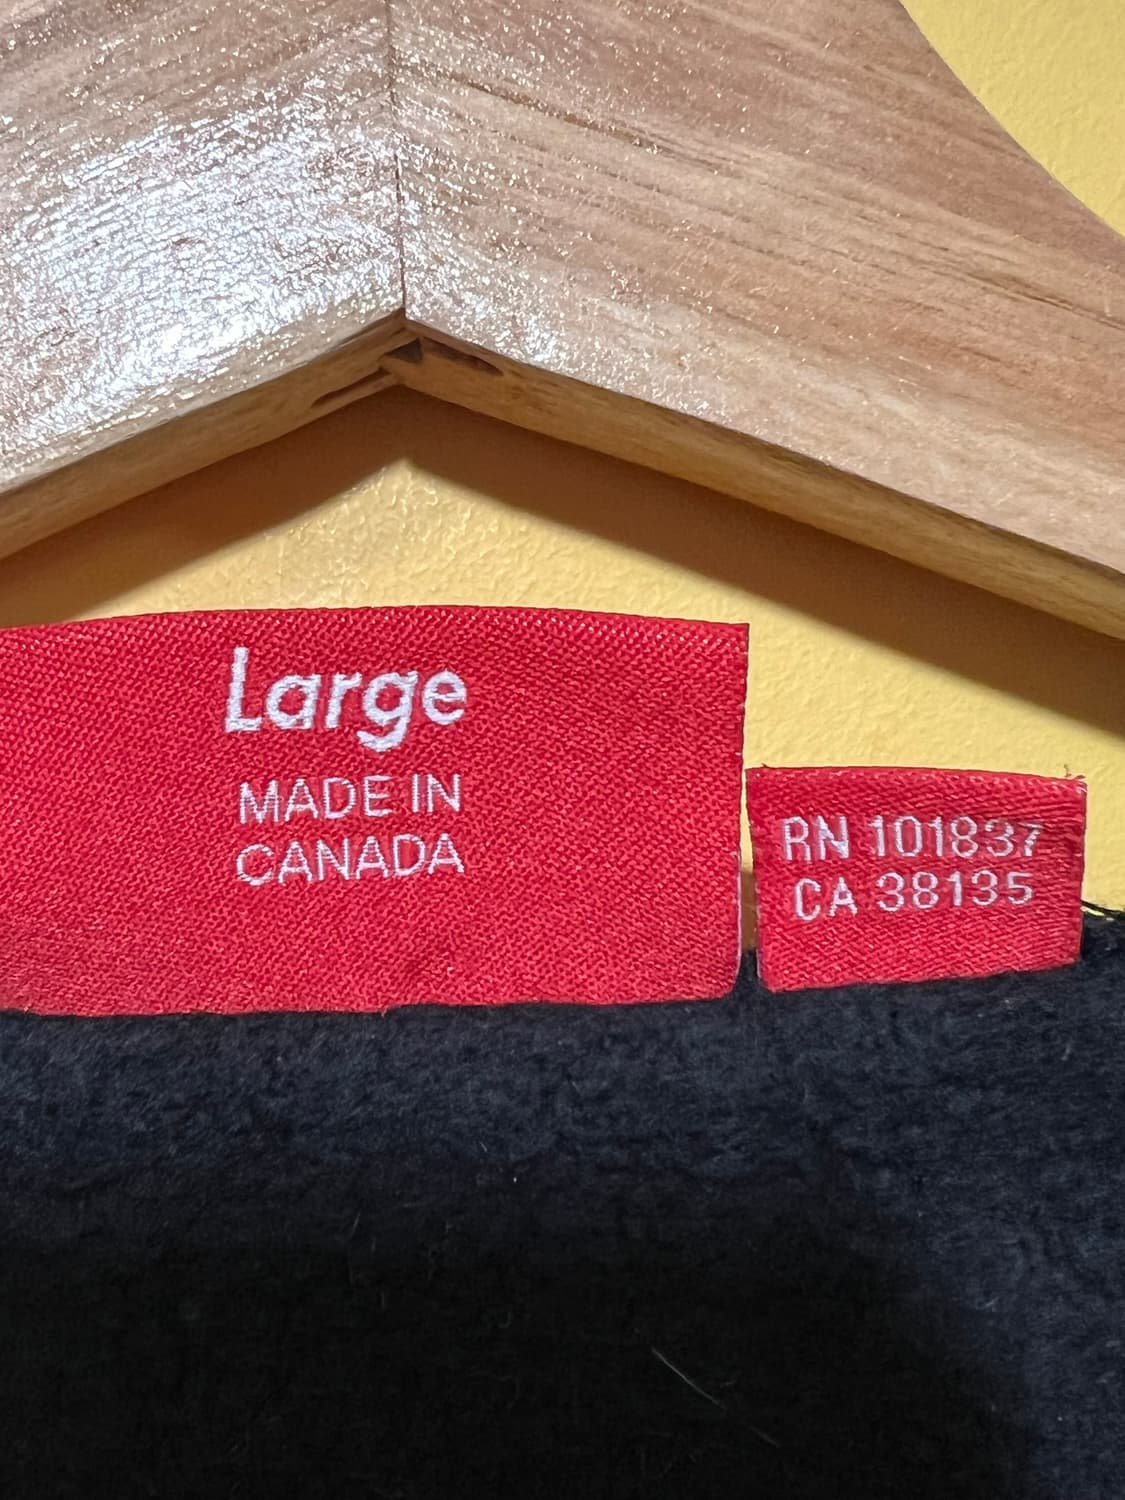 Large
MADE IN
CANADA
RN 101837
CA 38135